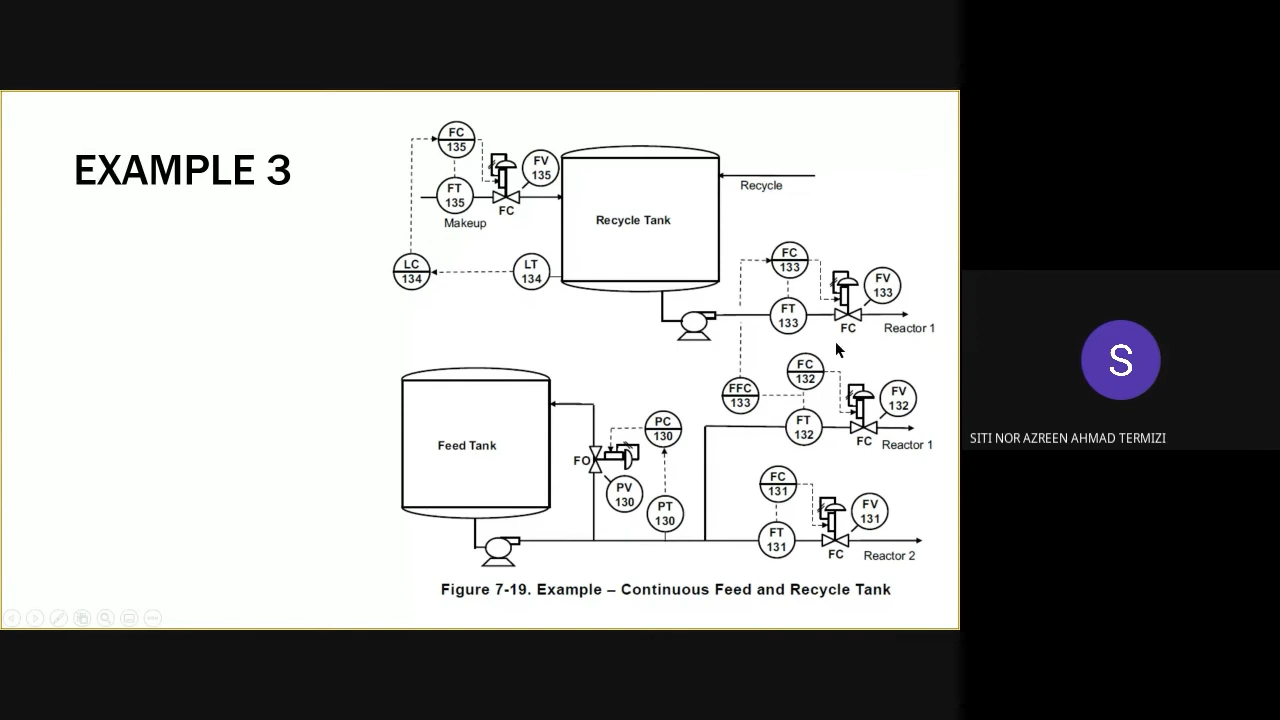 EXAMPLE 3
FC
135
FV
135
FT
135
FC
Makeup
Recycle
Recycle Tank
LC
134
LT
134
FC
133
FV
133
FT
133
FC
Reactor 1
FC
132
FFC
133
FV
132
FT
132
FC
Reactor 1
Feed Tank
PC
130
FO
PV
130
PT
130
FC
131
FV
131
FT
131
FC
Reactor 2
Figure 7-19. Example – Continuous Feed and Recycle Tank
S
SITI NOR AZREEN AHMAD TERMIZI